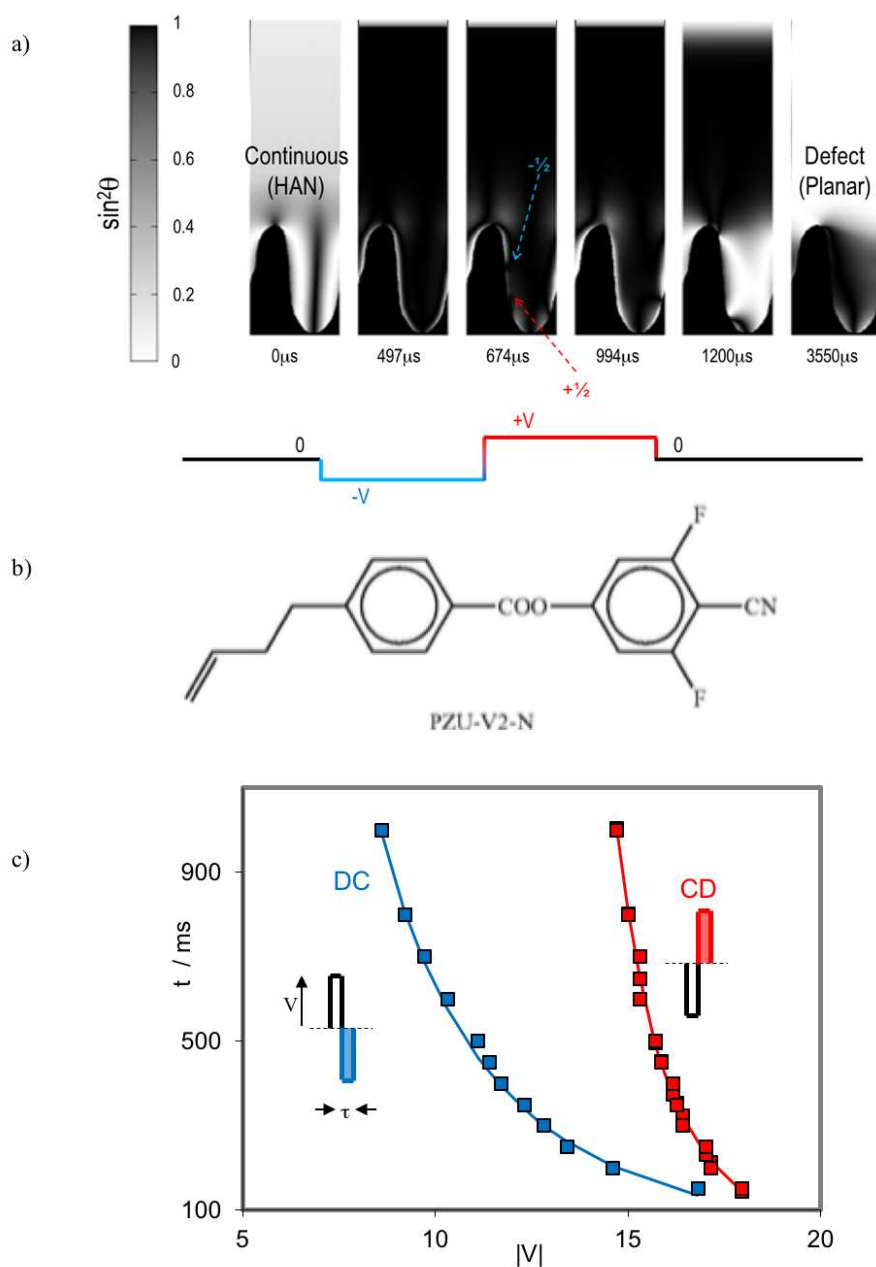 a)
1
0.8
0.6
0.4
0.2
0
sin²θ
Continuous
(HAN)
-½
Defect
(Planar)
0μs
497μs
674μs
994μs
1200μs
3550μs
+½
0
+V
0
-V
b)
F
COO
CN
F
PZU-V2-N
c)
900
500
100
t / ms
DC
CD
V
τ
5
10
15
20
|V|